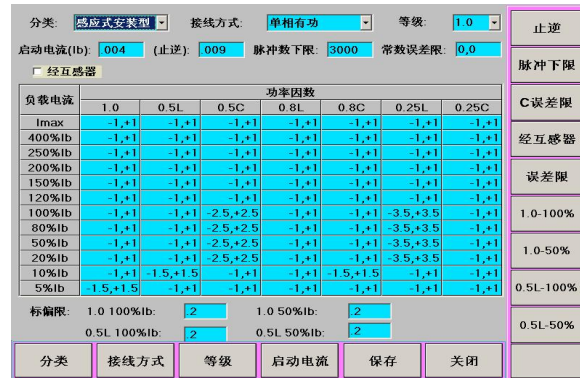 分类: 感应式安装型 接线方式: 单相有功 等级: 1.0
启动电流(Ib): 004 (止逆): 009 脉冲数下限: 3000 常数误差限: 0,0
经互感器
负载电流 功率因数
1.0 0.5L 0.5C 0.8L 0.8C 0.25L 0.25C
Imax -1,+1 -1,+1 -1,+1 -1,+1 -1,+1 -1,+1 -1,+1
400%Ib -1,+1 -1,+1 -1,+1 -1,+1 -1,+1 -1,+1 -1,+1
250%Ib -1,+1 -1,+1 -1,+1 -1,+1 -1,+1 -1,+1 -1,+1
200%Ib -1,+1 -1,+1 -1,+1 -1,+1 -1,+1 -1,+1 -1,+1
150%Ib -1,+1 -1,+1 -1,+1 -1,+1 -1,+1 -1,+1 -1,+1
120%Ib -1,+1 -1,+1 -1,+1 -1,+1 -1,+1 -1,+1 -1,+1
100%Ib -1,+1 -1,+1 -2.5,+2.5 -1,+1 -1,+1 -3.5,+3.5 -1,+1
80%Ib -1,+1 -1,+1 -2.5,+2.5 -1,+1 -1,+1 -3.5,+3.5 -1,+1
50%Ib -1,+1 -1,+1 -2.5,+2.5 -1,+1 -1,+1 -3.5,+3.5 -1,+1
20%Ib -1,+1 -1,+1 -2.5,+2.5 -1,+1 -1,+1 -3.5,+3.5 -1,+1
10%Ib -1,+1 -1.5,+1.5 -1,+1 -1,+1 -1.5,+1.5 -1,+1 -1,+1
5%Ib -1.5,+1.5 -1,+1 -1,+1 -1,+1 -1,+1 -1,+1 -1,+1
标偏限: 1.0 100%Ib: .2 1.0 50%Ib: .2
0.5L 100%Ib: .2 0.5L 50%Ib: .2
分类 接线方式 等级 启动电流 保存 关闭
止逆
脉冲下限
C误差限
经互感器
误差限
1.0-100%
1.0-50%
0.5L-100%
0.5L-50%